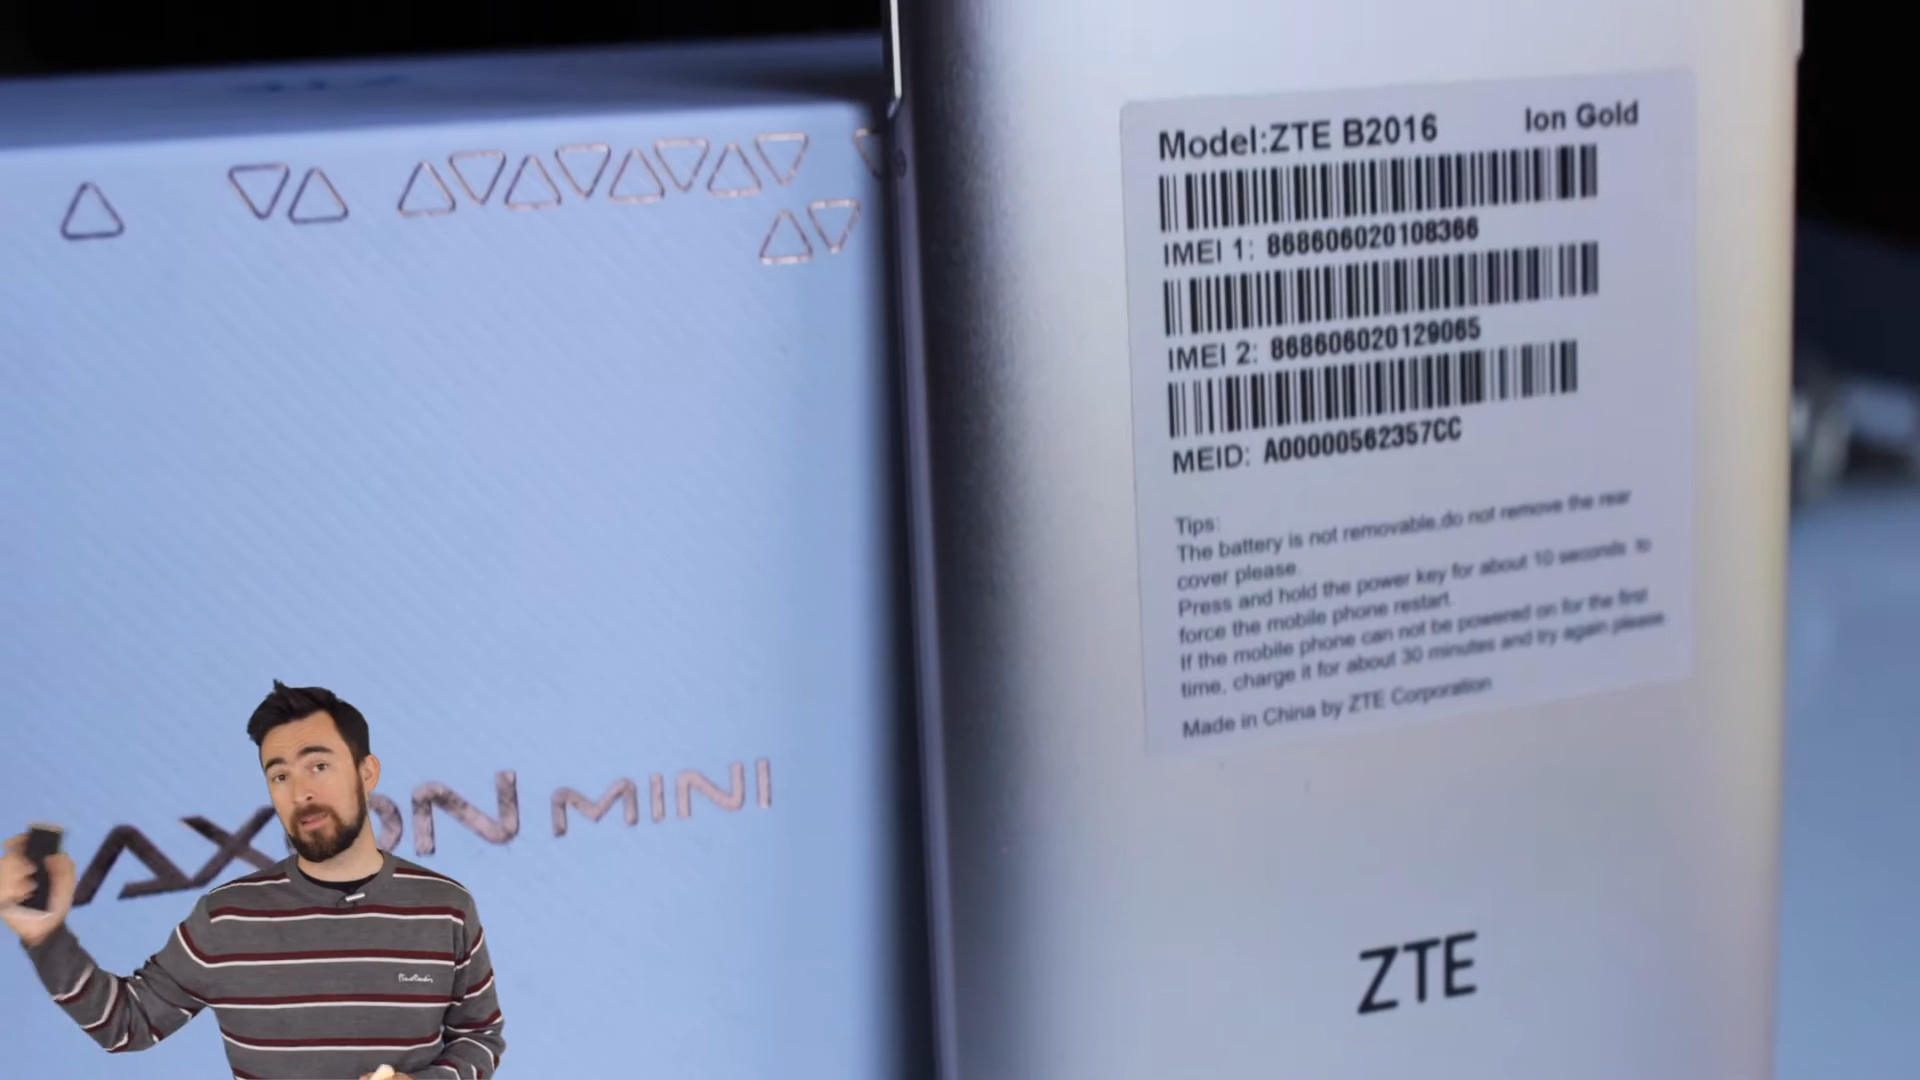 AXON MINI
Model:ZTE B2016 Ion Gold
IMEI 1: 868606020108366
IMEI 2: 868606020129065
MEID: A00000562357CC
Tips:
The battery is not removable,do not remove the rear
cover please.
Press and hold the power key for about 10 seconds to
force the mobile phone restart.
If the mobile phone can not be powered on for the first
time, charge it for about 30 minutes and try again please.
Made in China by ZTE Corporation
ZTE